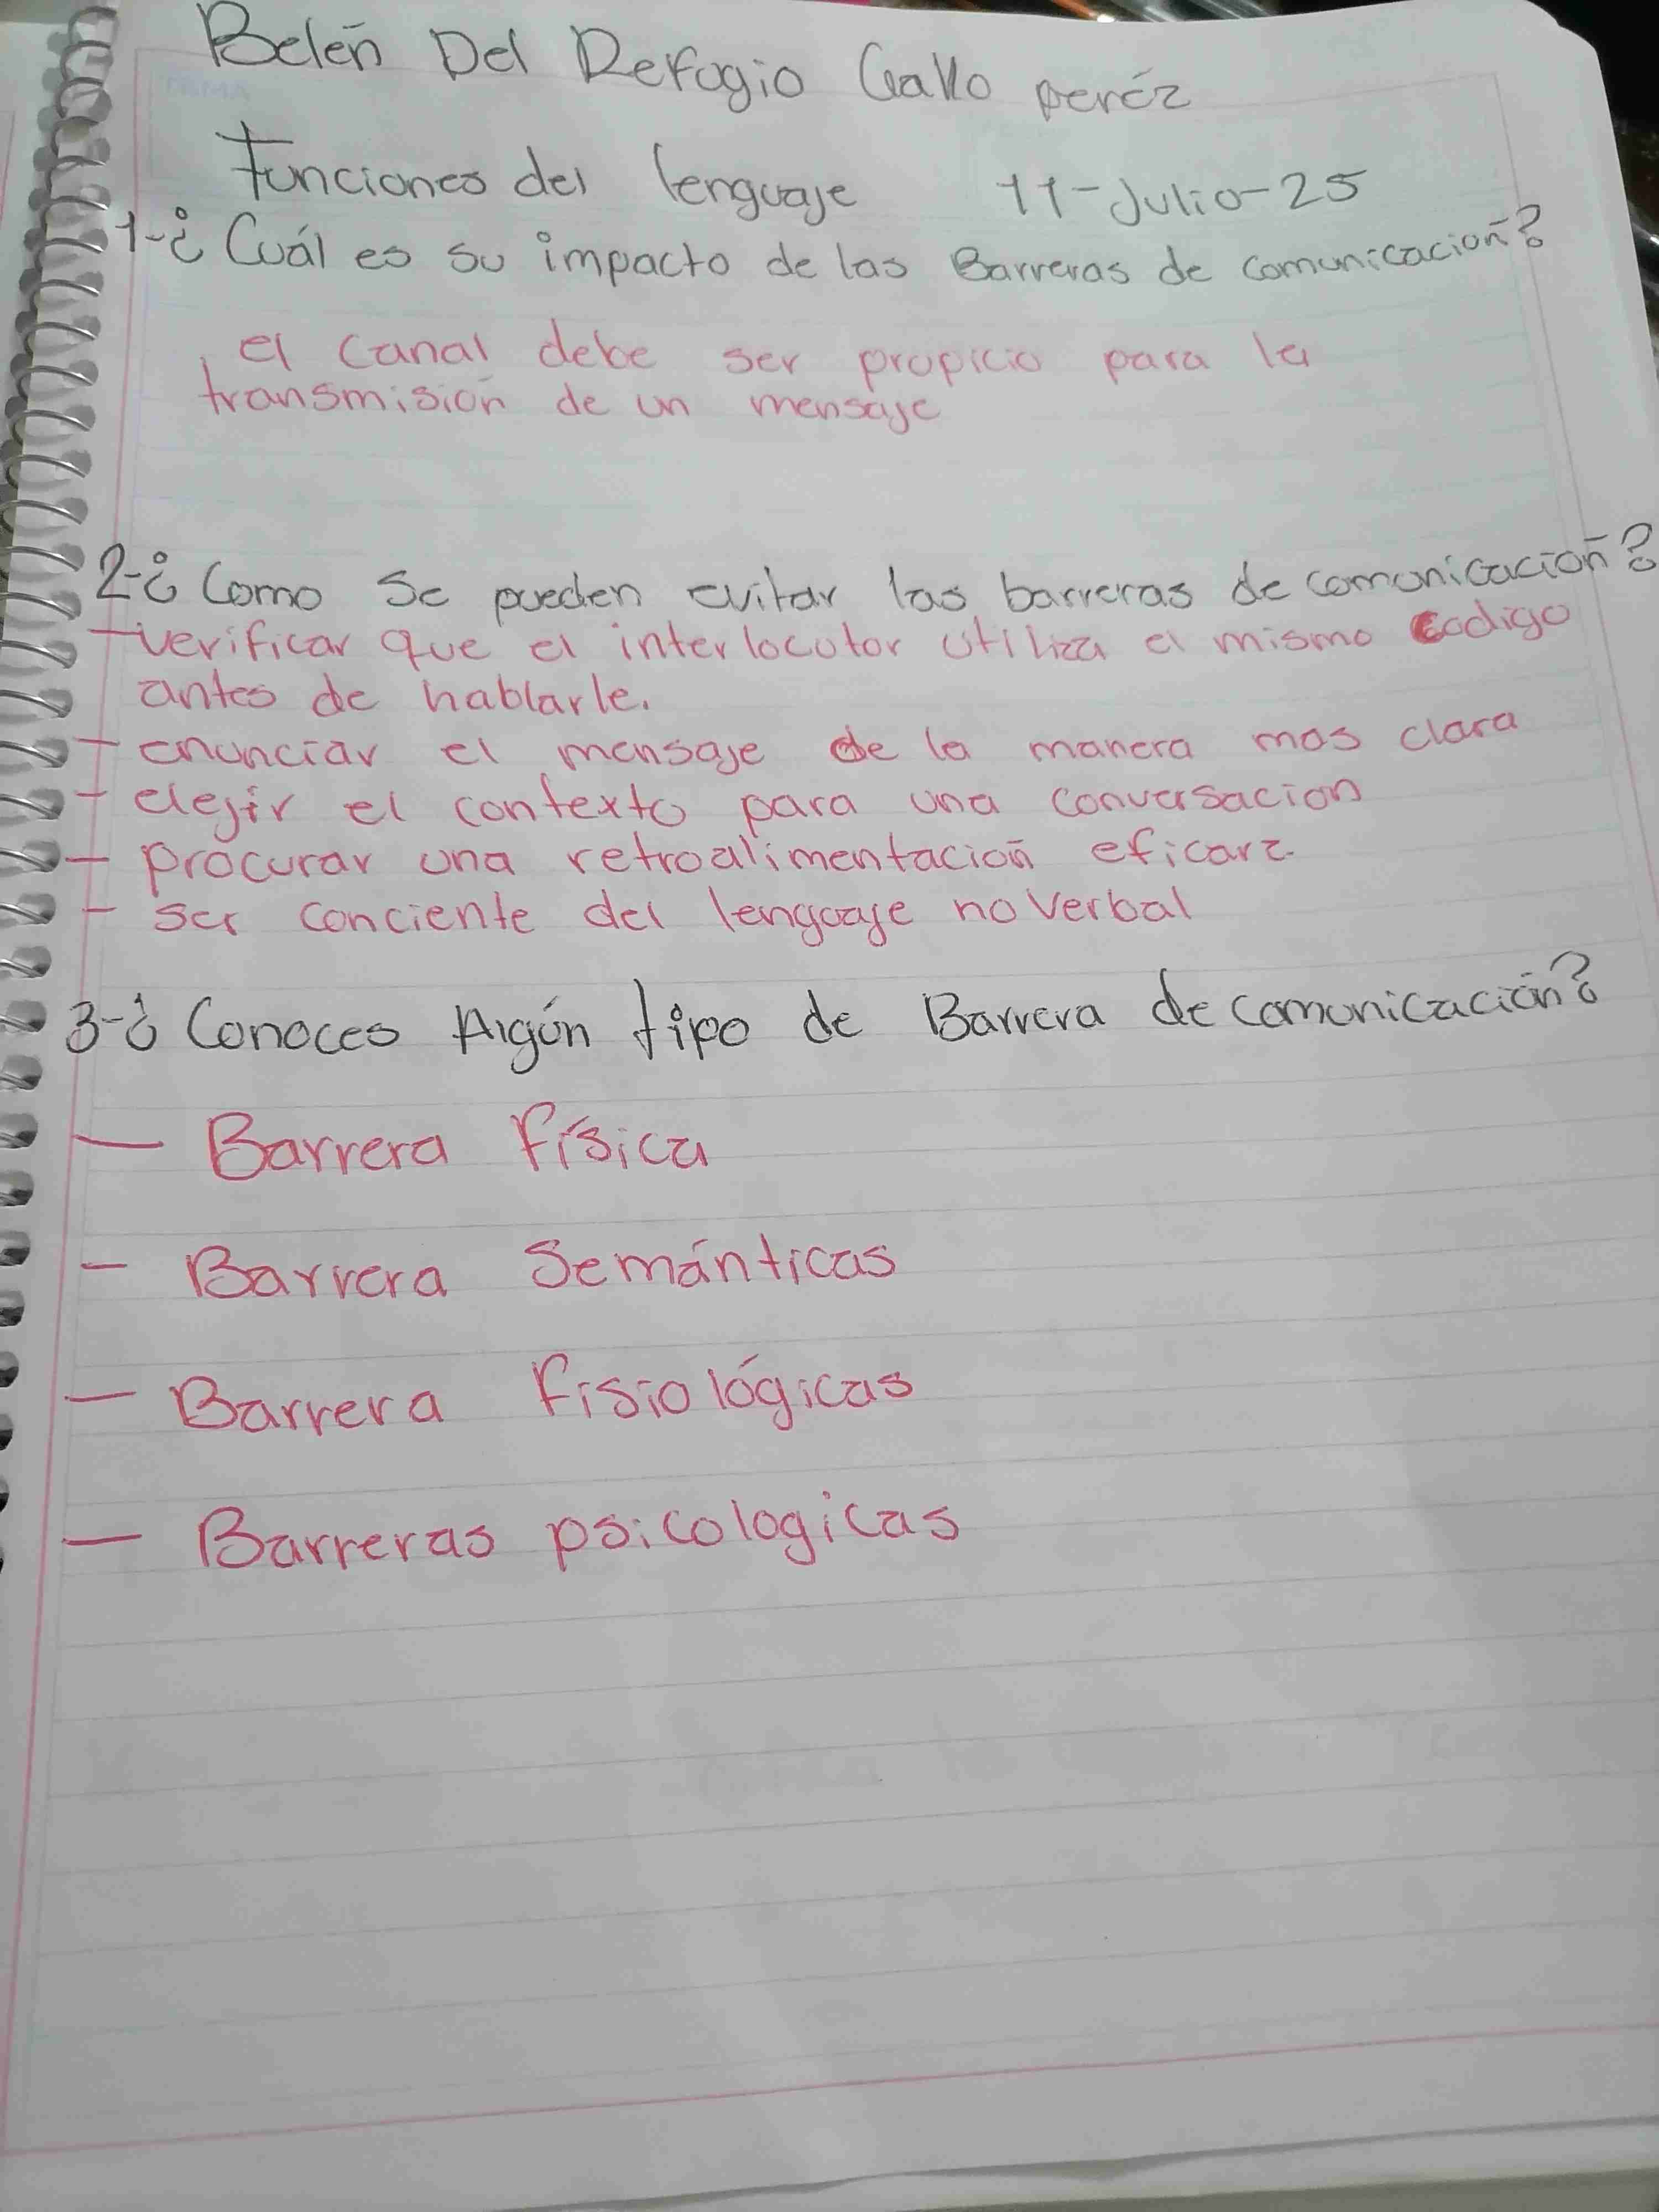 Belén Del Refugio Gallo peréz
Funciones del lenguaje 11-Julio-25
1-¿ Cuál es su impacto de las Barreras de comunicación?
el canal debe ser propicio para la
transmisión de un mensaje
2-¿ Como se pueden evitar las barreras de comunicación?
- verificar que el interlocutor utiliza el mismo codigo
antes de hablarle.
- enunciar el mensaje de la manera mas clara
- elejir el contexto para una conversacion
- procurar una retroalimentación eficarz.
- ser conciente del lenguaje no verbal
3-¿ Conoces Algún tipo de Barrera de comunicación?
- Barrera Física
- Barrera Semánticas
- Barrera Fisiológicas
- Barreras psicologicas